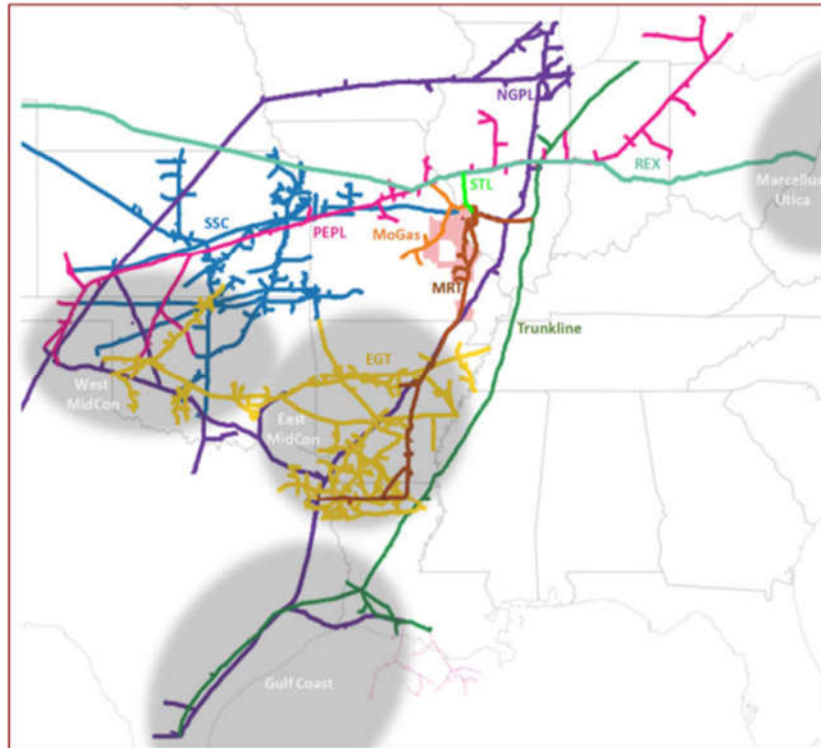 NGPL
STL
REX
Marcellus
Utica
SSC
PEPL
MoGas
MRT
Trunkline
EGT
West
MidCon
East
MidCon
Gulf Coast